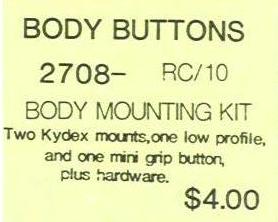 BODY BUTTONS
2708- RC/10
BODY MOUNTING KIT
Two Kydex mounts,one low profile,
and one mini grip button,
plus hardware.
$4.00